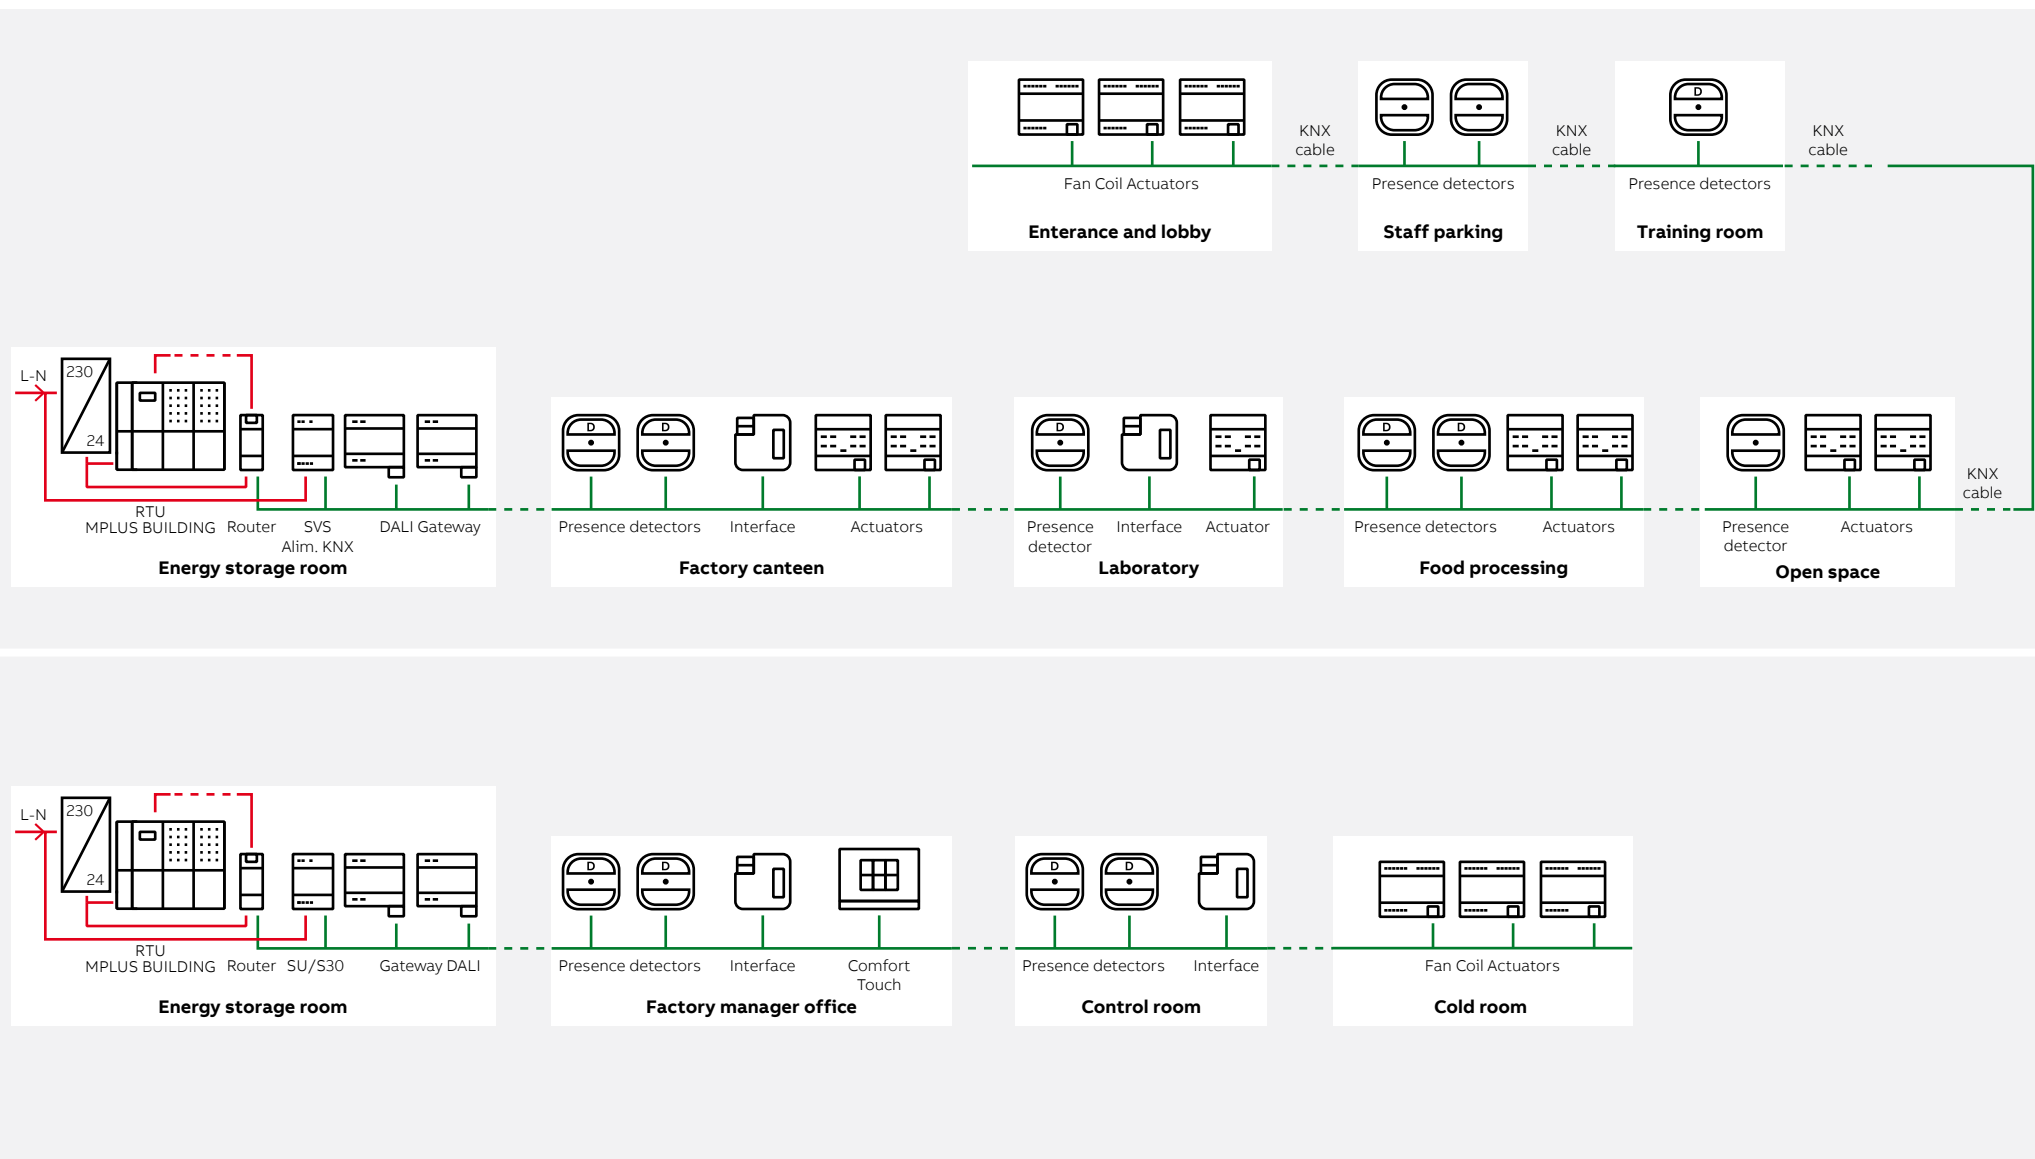 KNX
cable
KNX
cable
KNX
cable
D
Fan Coil Actuators
Presence detectors
Presence detectors
Enterance and lobby
Staff parking
Training room
L-N
230
24
RTU
MPLUS BUILDING
Router
SVS
Alim. KNX
DALI Gateway
Energy storage room
D
D
Presence detectors
Interface
Actuators
Factory canteen
D
Presence
detector
Interface
Actuator
Laboratory
D
D
Presence detectors
Actuators
Food processing
Presence
detector
Actuators
Open space
KNX
cable
L-N
230
24
RTU
MPLUS BUILDING
Router
SU/S30
Gateway DALI
Energy storage room
D
D
Presence detectors
Interface
Comfort
Touch
Factory manager office
D
D
Presence detectors
Interface
Control room
Fan Coil Actuators
Cold room